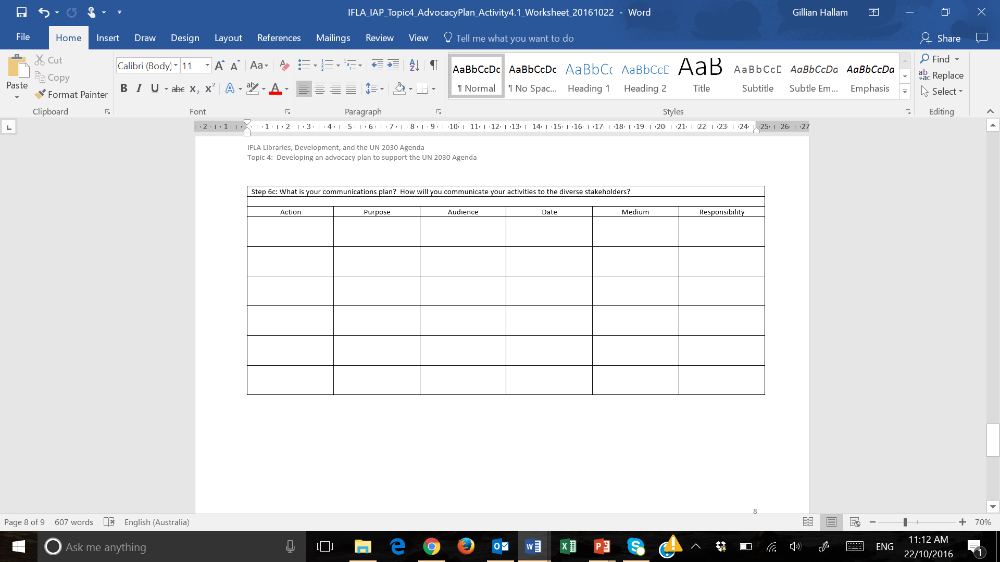 IFLA_IAP_Topic4_AdvocacyPlan_Activity4.1_Worksheet_20161022 - Word
Gillian Hallam
File Home Insert Draw Design Layout References Mailings Review View Tell me what you want to do Share
Cut
Copy
Format Painter
Paste
Clipboard
Calibri (Body) 11
Font
Paragraph
AaBbCcDc AaBbCcDc AaBbC AaBbCcD AaB AaBbCcD AaBbCcDa AaBbCcDa
¶ Normal ¶ No Spac... Heading 1 Heading 2 Title Subtitle Subtle Em... Emphasis
Styles
Find
Replace
Select
Editing
2 1 1 2 3 4 5 6 7 8 9 10 11 12 13 14 15 16 17 18 19 20 21 22 23 24 25 26 27
IFLA Libraries, Development, and the UN 2030 Agenda
Topic 4: Developing an advocacy plan to support the UN 2030 Agenda
Step 6c: What is your communications plan? How will you communicate your activities to the diverse stakeholders?
Action Purpose Audience Date Medium Responsibility
8
Page 8 of 9 607 words English (Australia) 70%
Ask me anything
ENG
11:12 AM
22/10/2016
1